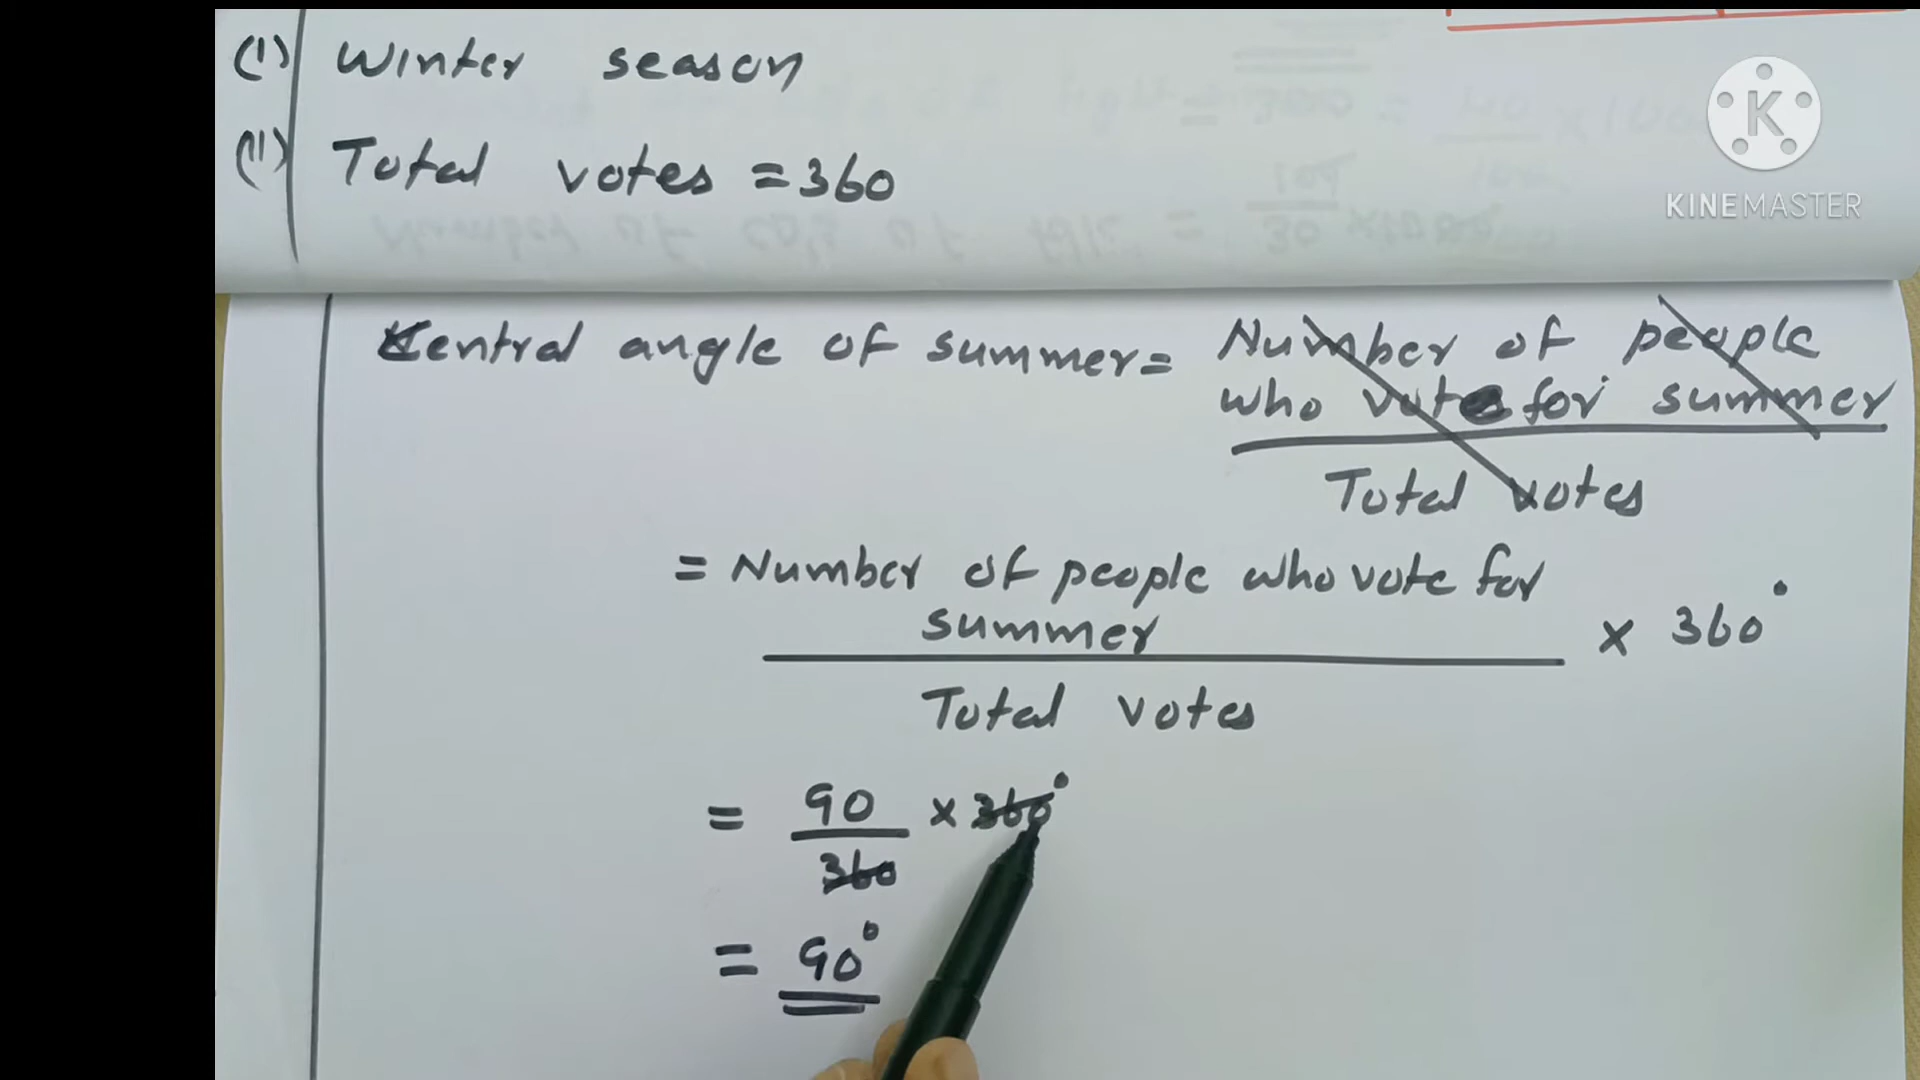 (I) Winter season
K
KINEMASTER
(II) Total votes = 360
Central angle of summer = Number of people
who votes for summer
Total votes
= Number of people who vote for
summer
× 360°
Total votes
= 90 × 360°
360
= 90°